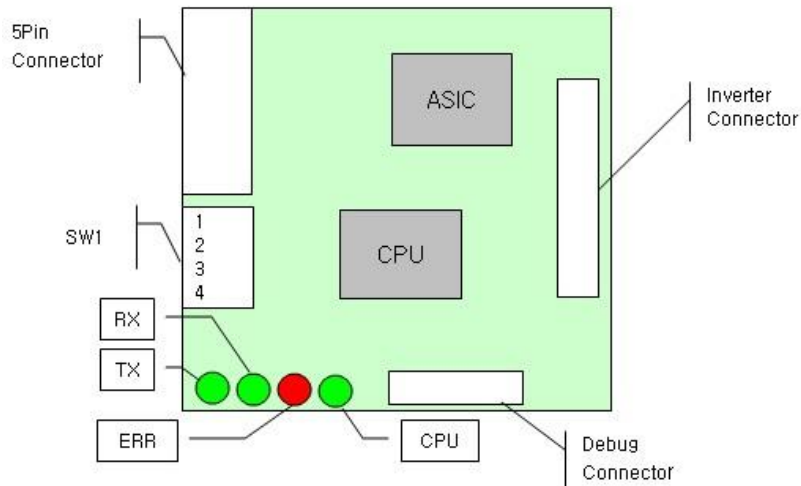 5Pin
Connector
ASIC
Inverter
Connector
SW1
1
2
3
4
CPU
RX
TX
ERR
CPU
Debug
Connector